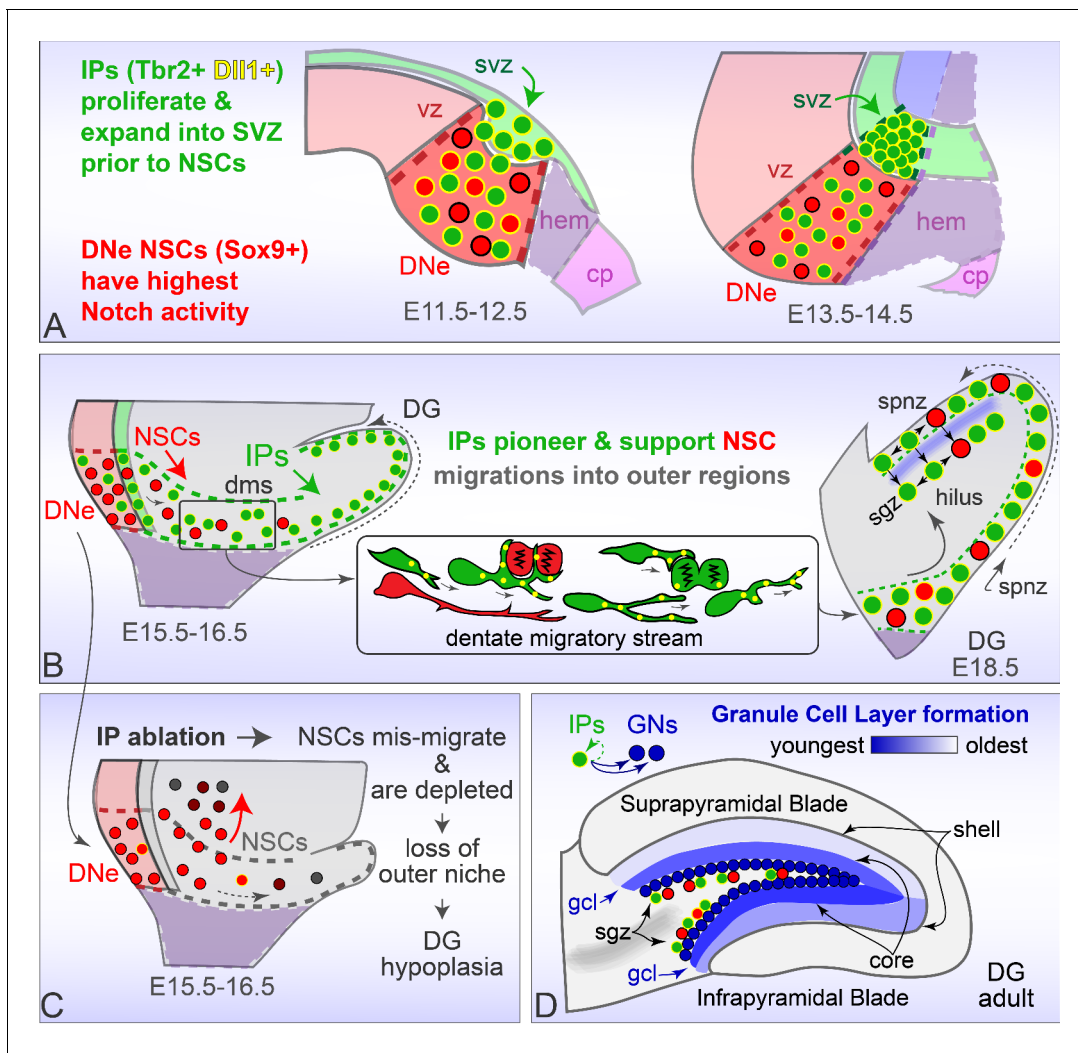 IPs (Tbr2+ Dll1+)
proliferate &
expand into SVZ
prior to NSCs
DNe NSCs (Sox9+)
have highest
Notch activity
A
svz
vz
hem
DNe
cp
E11.5-12.5
svz
vz
hem
DNe
cp
E13.5-14.5
B
DG
NSCs
IPs
dms
DNe
E15.5-16.5
IPs pioneer & support NSC
migrations into outer regions
dentate migratory stream
spnz
sgz
hilus
spnz
DG
E18.5
C
IP ablation
NSCs mis-migrate
&
are depleted
loss of
outer niche
DG
hypoplasia
NSCs
DNe
E15.5-16.5
D
IPs
GNs
Granule Cell Layer formation
youngest
oldest
Suprapyramidal Blade
shell
gcl
sgz
gcl
core
Infrapyramidal Blade
DG
adult